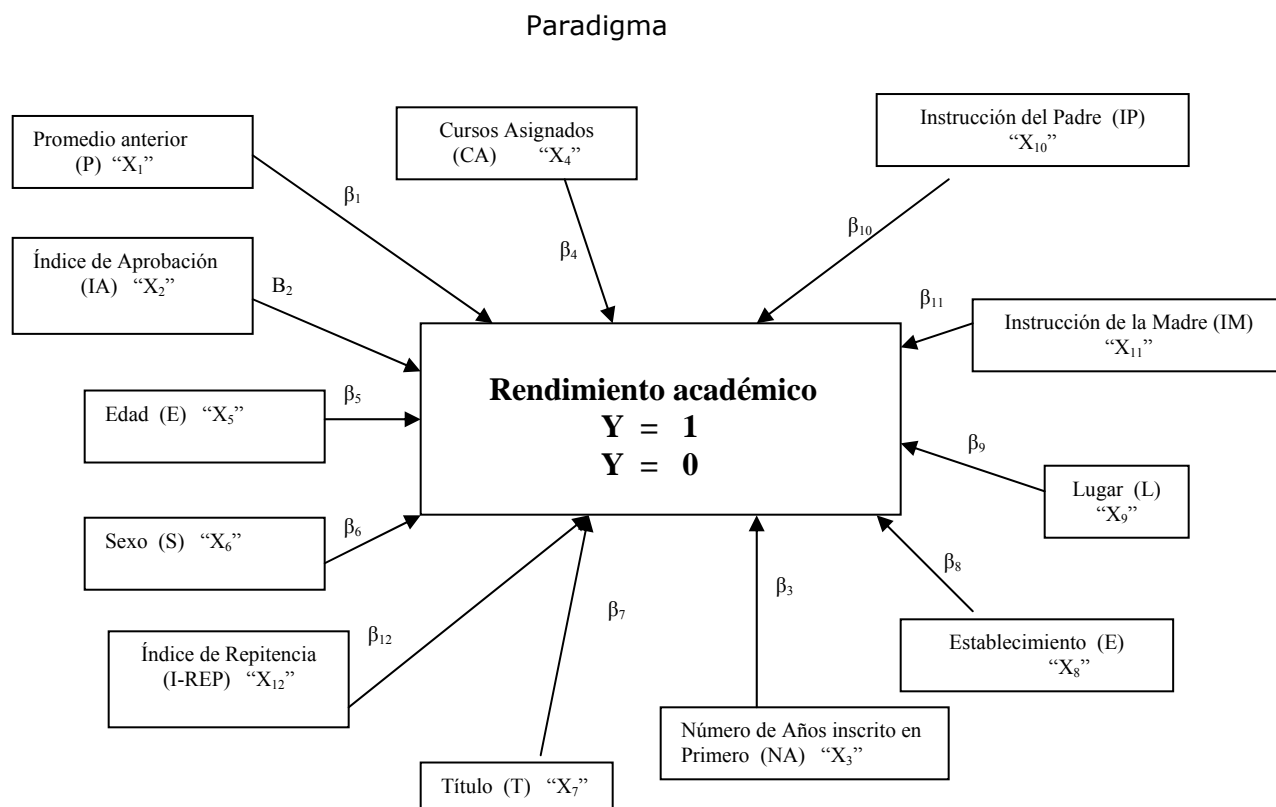 Paradigma
Promedio anterior
(P) “X₁”
Cursos Asignados
(CA) “X₄”
Instrucción del Padre (IP)
“X₁₀”
β₁
β₄
β₁₀
Índice de Aprobación
(IA) “X₂”
B₂
β₁₁
Instrucción de la Madre (IM)
“X₁₁”
Rendimiento académico
Y = 1
Y = 0
Edad (E) “X₅”
β₅
β₉
Lugar (L)
“X₉”
Sexo (S) “X₆”
β₆
β₈
Establecimiento (E)
“X₈”
Índice de Repitencia
(I-REP) “X₁₂”
β₁₂
β₇
β₃
Número de Años inscrito en
Primero (NA) “X₃”
Título (T) “X₇”